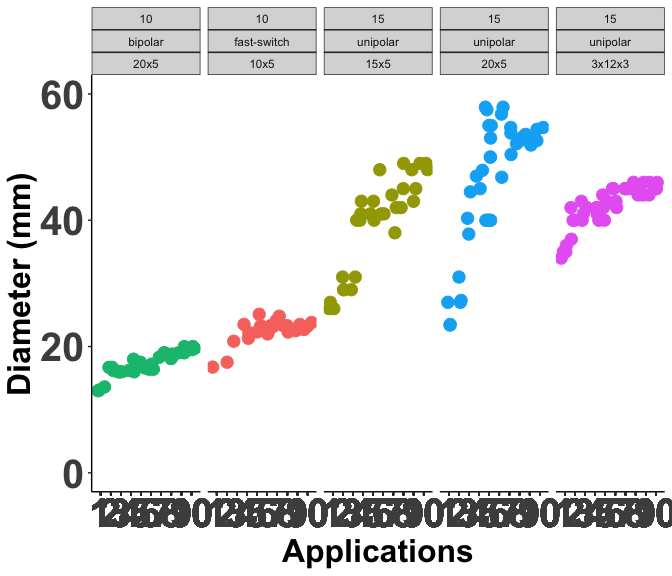 10 10 15 15 15
bipolar fast-switch unipolar unipolar unipolar
20x5 10x5 15x5 20x5 3x12x3
60
40
20
0
Diameter (mm)
Applications